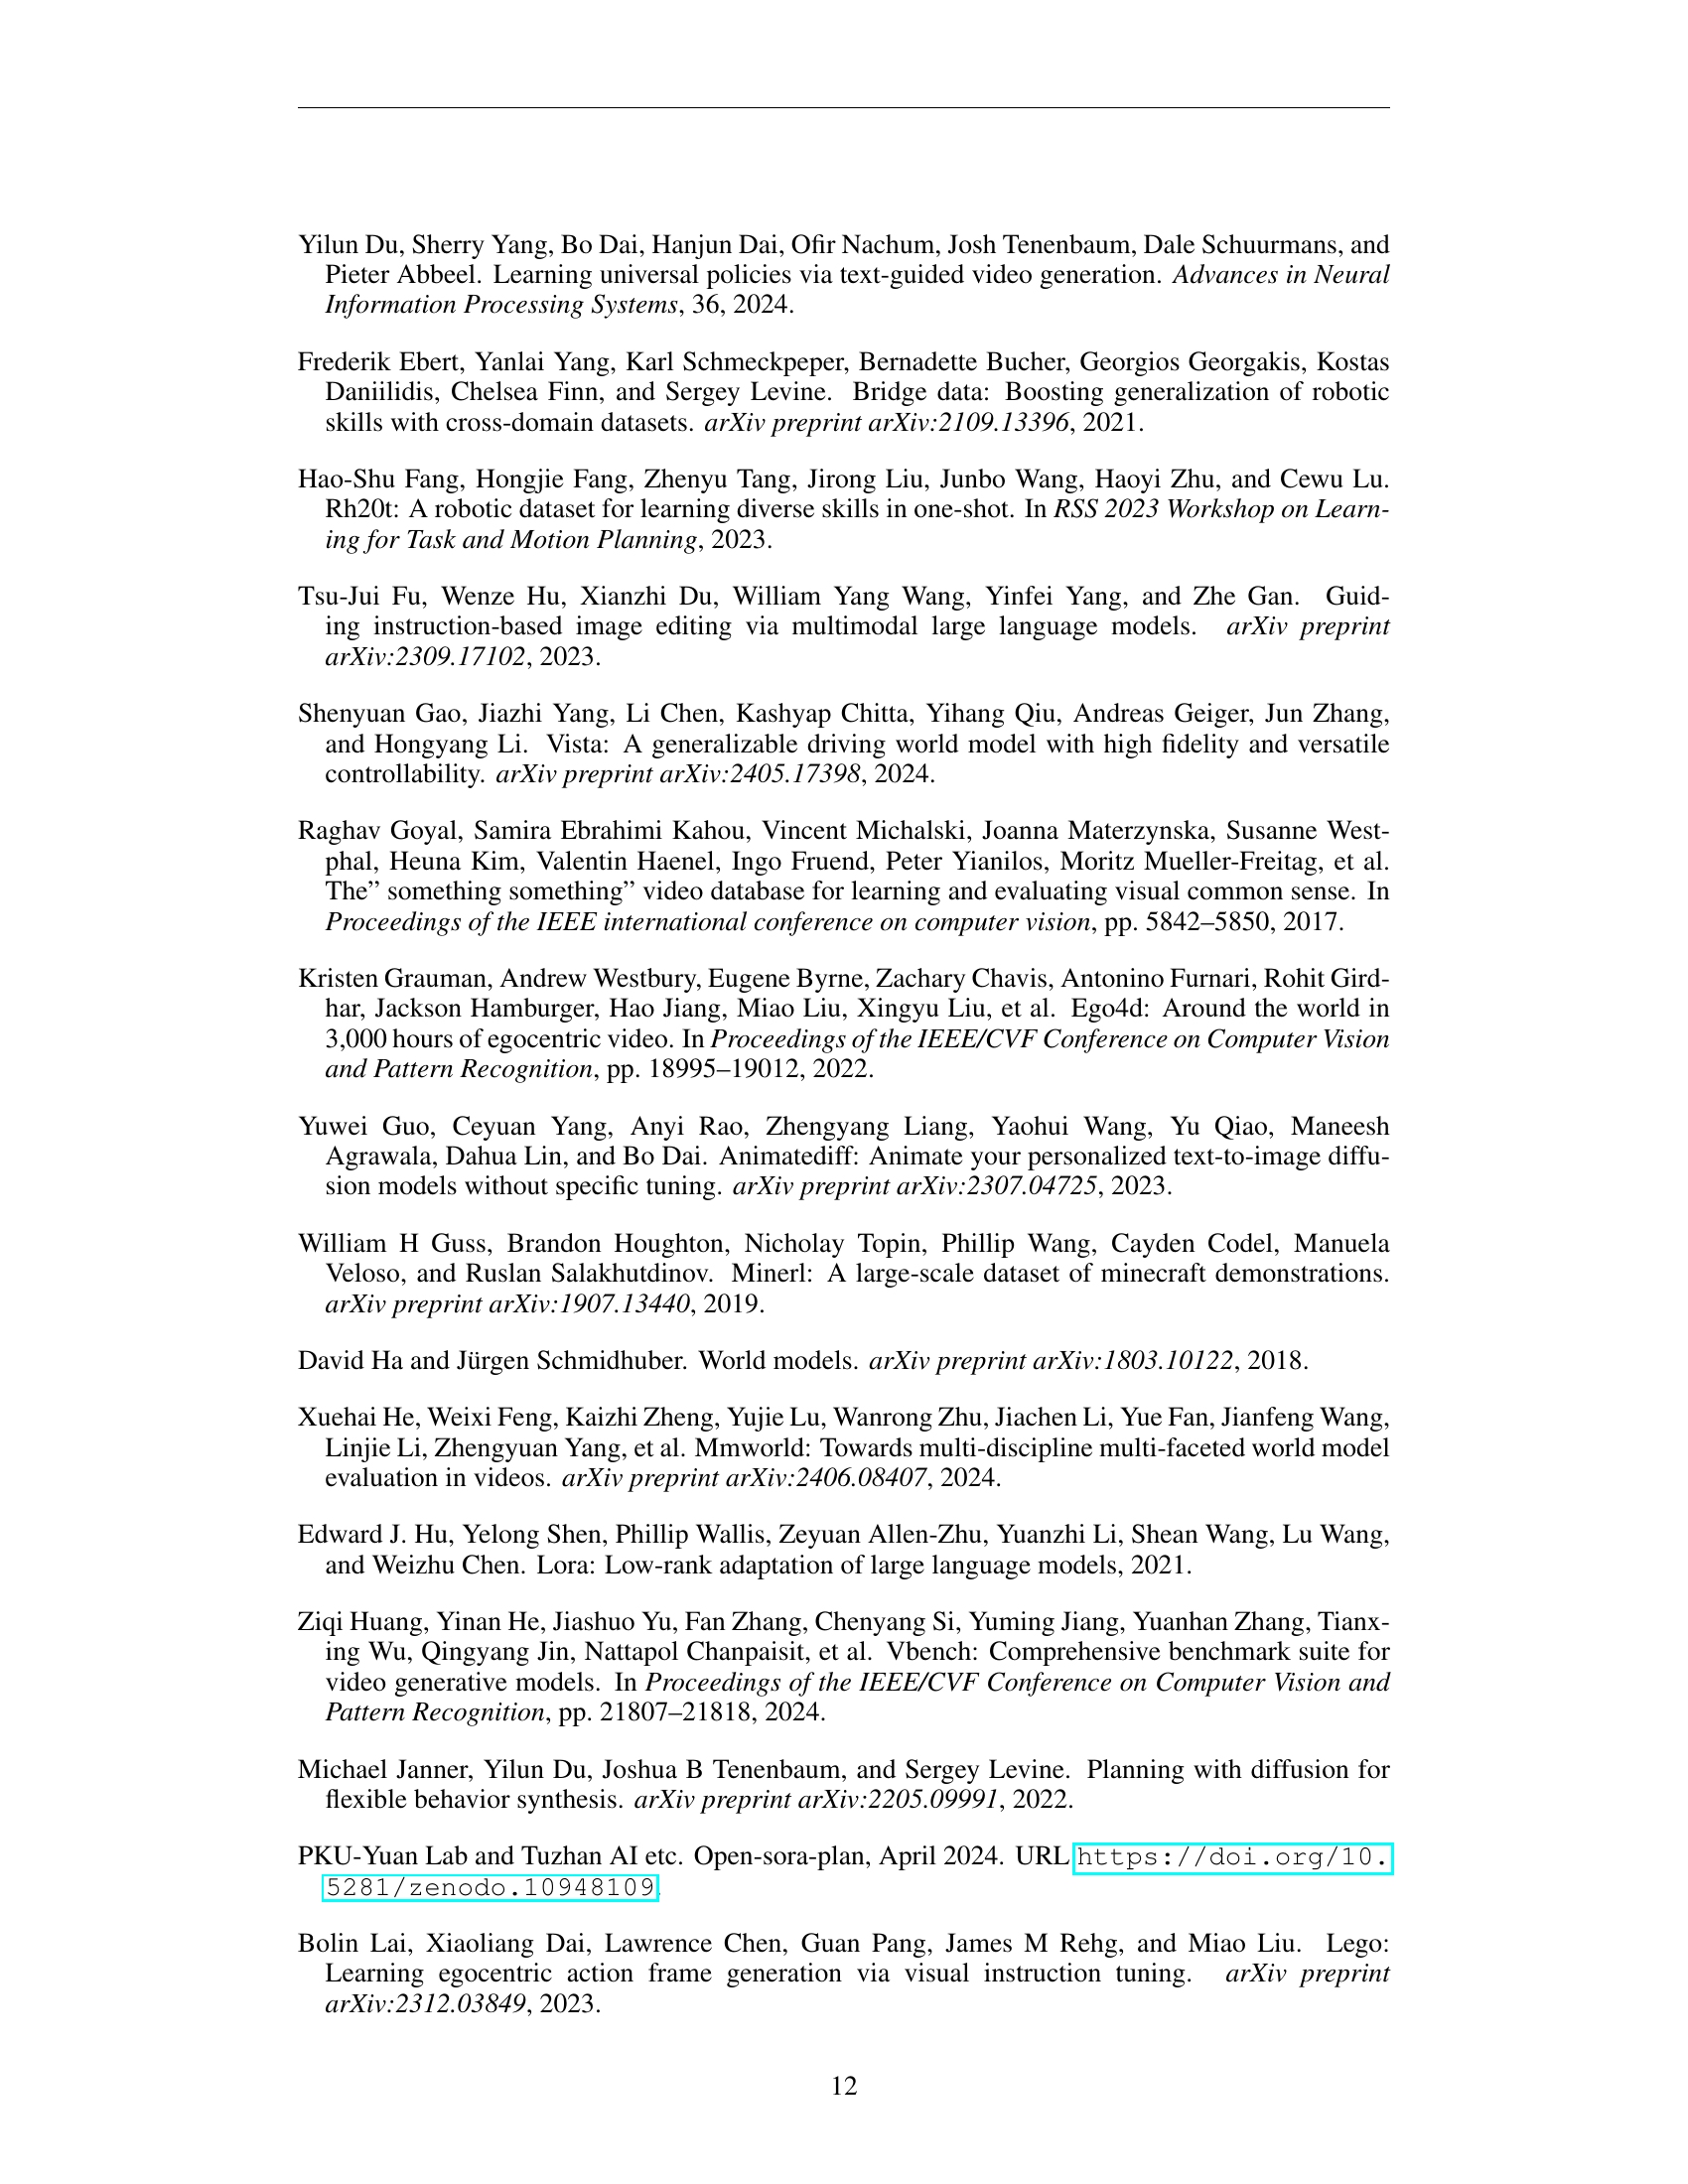 Yilun Du, Sherry Yang, Bo Dai, Hanjun Dai, Ofir Nachum, Josh Tenenbaum, Dale Schuurmans, and
Pieter Abbeel. Learning universal policies via text-guided video generation. Advances in Neural
Information Processing Systems, 36, 2024.
Frederik Ebert, Yanlai Yang, Karl Schmeckpeper, Bernadette Bucher, Georgios Georgakis, Kostas
Daniilidis, Chelsea Finn, and Sergey Levine. Bridge data: Boosting generalization of robotic
skills with cross-domain datasets. arXiv preprint arXiv:2109.13396, 2021.
Hao-Shu Fang, Hongjie Fang, Zhenyu Tang, Jirong Liu, Junbo Wang, Haoyi Zhu, and Cewu Lu.
Rh20t: A robotic dataset for learning diverse skills in one-shot. In RSS 2023 Workshop on Learn-
ing for Task and Motion Planning, 2023.
Tsu-Jui Fu, Wenze Hu, Xianzhi Du, William Yang Wang, Yinfei Yang, and Zhe Gan. Guid-
ing instruction-based image editing via multimodal large language models. arXiv preprint
arXiv:2309.17102, 2023.
Shenyuan Gao, Jiazhi Yang, Li Chen, Kashyap Chitta, Yihang Qiu, Andreas Geiger, Jun Zhang,
and Hongyang Li. Vista: A generalizable driving world model with high fidelity and versatile
controllability. arXiv preprint arXiv:2405.17398, 2024.
Raghav Goyal, Samira Ebrahimi Kahou, Vincent Michalski, Joanna Materzynska, Susanne West-
phal, Heuna Kim, Valentin Haenel, Ingo Fruend, Peter Yianilos, Moritz Mueller-Freitag, et al.
The” something something” video database for learning and evaluating visual common sense. In
Proceedings of the IEEE international conference on computer vision, pp. 5842–5850, 2017.
Kristen Grauman, Andrew Westbury, Eugene Byrne, Zachary Chavis, Antonino Furnari, Rohit Gird-
har, Jackson Hamburger, Hao Jiang, Miao Liu, Xingyu Liu, et al. Ego4d: Around the world in
3,000 hours of egocentric video. In Proceedings of the IEEE/CVF Conference on Computer Vision
and Pattern Recognition, pp. 18995–19012, 2022.
Yuwei Guo, Ceyuan Yang, Anyi Rao, Zhengyang Liang, Yaohui Wang, Yu Qiao, Maneesh
Agrawala, Dahua Lin, and Bo Dai. Animatediff: Animate your personalized text-to-image diffu-
sion models without specific tuning. arXiv preprint arXiv:2307.04725, 2023.
William H Guss, Brandon Houghton, Nicholay Topin, Phillip Wang, Cayden Codel, Manuela
Veloso, and Ruslan Salakhutdinov. Minerl: A large-scale dataset of minecraft demonstrations.
arXiv preprint arXiv:1907.13440, 2019.
David Ha and Jürgen Schmidhuber. World models. arXiv preprint arXiv:1803.10122, 2018.
Xuehai He, Weixi Feng, Kaizhi Zheng, Yujie Lu, Wanrong Zhu, Jiachen Li, Yue Fan, Jianfeng Wang,
Linjie Li, Zhengyuan Yang, et al. Mmworld: Towards multi-discipline multi-faceted world model
evaluation in videos. arXiv preprint arXiv:2406.08407, 2024.
Edward J. Hu, Yelong Shen, Phillip Wallis, Zeyuan Allen-Zhu, Yuanzhi Li, Shean Wang, Lu Wang,
and Weizhu Chen. Lora: Low-rank adaptation of large language models, 2021.
Ziqi Huang, Yinan He, Jiashuo Yu, Fan Zhang, Chenyang Si, Yuming Jiang, Yuanhan Zhang, Tianx-
ing Wu, Qingyang Jin, Nattapol Chanpaisit, et al. Vbench: Comprehensive benchmark suite for
video generative models. In Proceedings of the IEEE/CVF Conference on Computer Vision and
Pattern Recognition, pp. 21807–21818, 2024.
Michael Janner, Yilun Du, Joshua B Tenenbaum, and Sergey Levine. Planning with diffusion for
flexible behavior synthesis. arXiv preprint arXiv:2205.09991, 2022.
PKU-Yuan Lab and Tuzhan AI etc. Open-sora-plan, April 2024. URL https://doi.org/10.
5281/zenodo.10948109.
Bolin Lai, Xiaoliang Dai, Lawrence Chen, Guan Pang, James M Rehg, and Miao Liu. Lego:
Learning egocentric action frame generation via visual instruction tuning. arXiv preprint
arXiv:2312.03849, 2023.
12